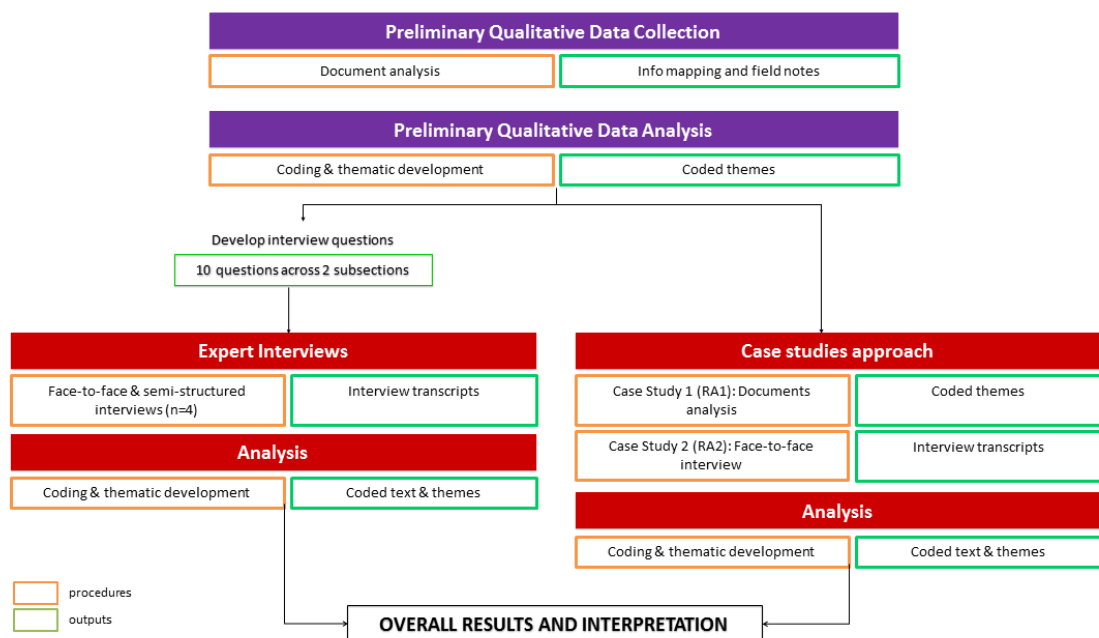 Preliminary Qualitative Data Collection
Document analysis
Info mapping and field notes
Preliminary Qualitative Data Analysis
Coding & thematic development
Coded themes
Develop interview questions
10 questions across 2 subsections
Expert Interviews
Face-to-face & semi-structured
interviews (n=4)
Interview transcripts
Analysis
Coding & thematic development
Coded text & themes
Case studies approach
Case Study 1 (RA1): Documents
analysis
Coded themes
Case Study 2 (RA2): Face-to-face
interview
Interview transcripts
Analysis
Coding & thematic development
Coded text & themes
procedures
outputs
OVERALL RESULTS AND INTERPRETATION